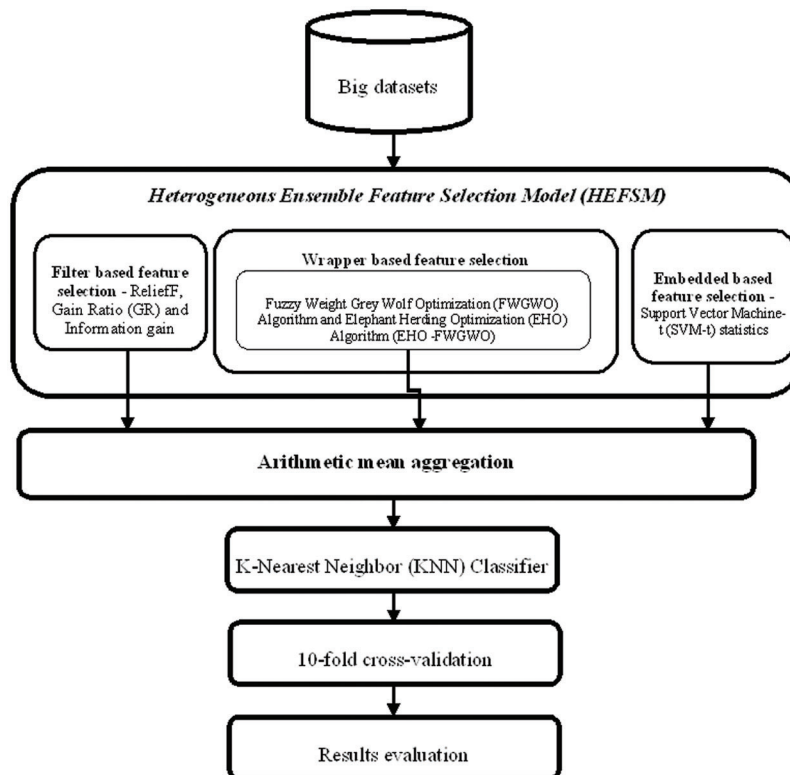 Big datasets
Heterogeneous Ensemble Feature Selection Model (HEFSM)
Filter based feature
selection - ReliefF,
Gain Ratio (GR) and
Information gain
Wrapper based feature selection
Fuzzy Weight Grey Wolf Optimization (FWGWO)
Algorithm and Elephant Herding Optimization (EHO)
Algorithm (EHO -FWGWO)
Embedded based
feature selection -
Support Vector Machine-
t (SVM-t) statistics
Arithmetic mean aggregation
K-Nearest Neighbor (KNN) Classifier
10-fold cross-validation
Results evaluation